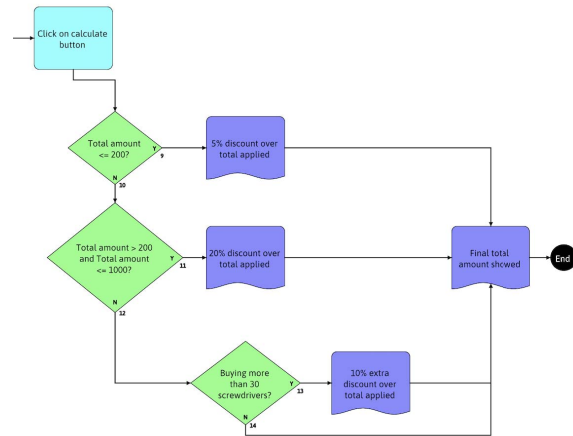 Click on calculate
button
Total amount
<= 200?
Y
9
N
10
5% discount over
total applied
Total amount > 200
and Total amount
<= 1000?
Y
11
N
12
20% discount over
total applied
Final total
amount showed
End
Buying more
than 30
screwdrivers?
Y
13
N
14
10% extra
discount over
total applied